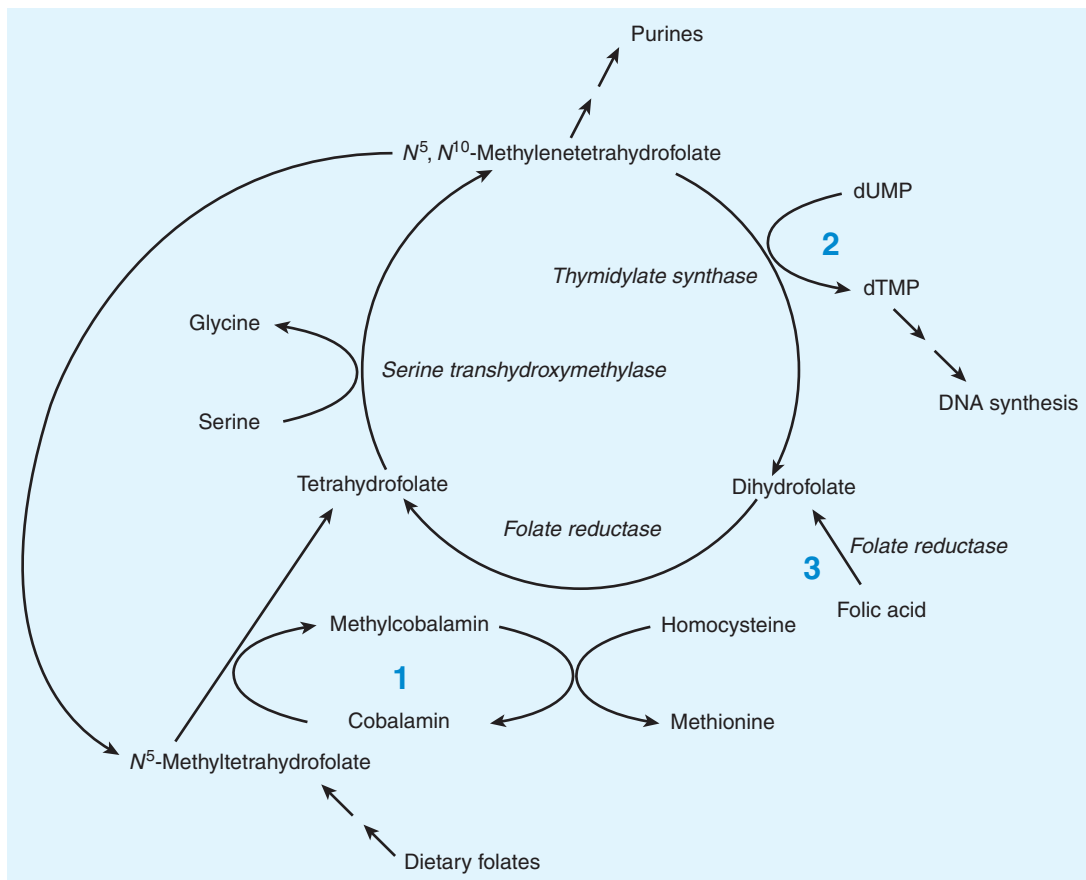 Purines
N⁵, N¹⁰-Methylenetetrahydrofolate
dUMP
2
Thymidylate synthase
dTMP
Glycine
Serine transhydroxymethylase
DNA synthesis
Serine
Tetrahydrofolate
Dihydrofolate
Folate reductase
Folate reductase
3
Folic acid
Methylcobalamin
Homocysteine
1
Cobalamin
Methionine
N⁵-Methyltetrahydrofolate
Dietary folates